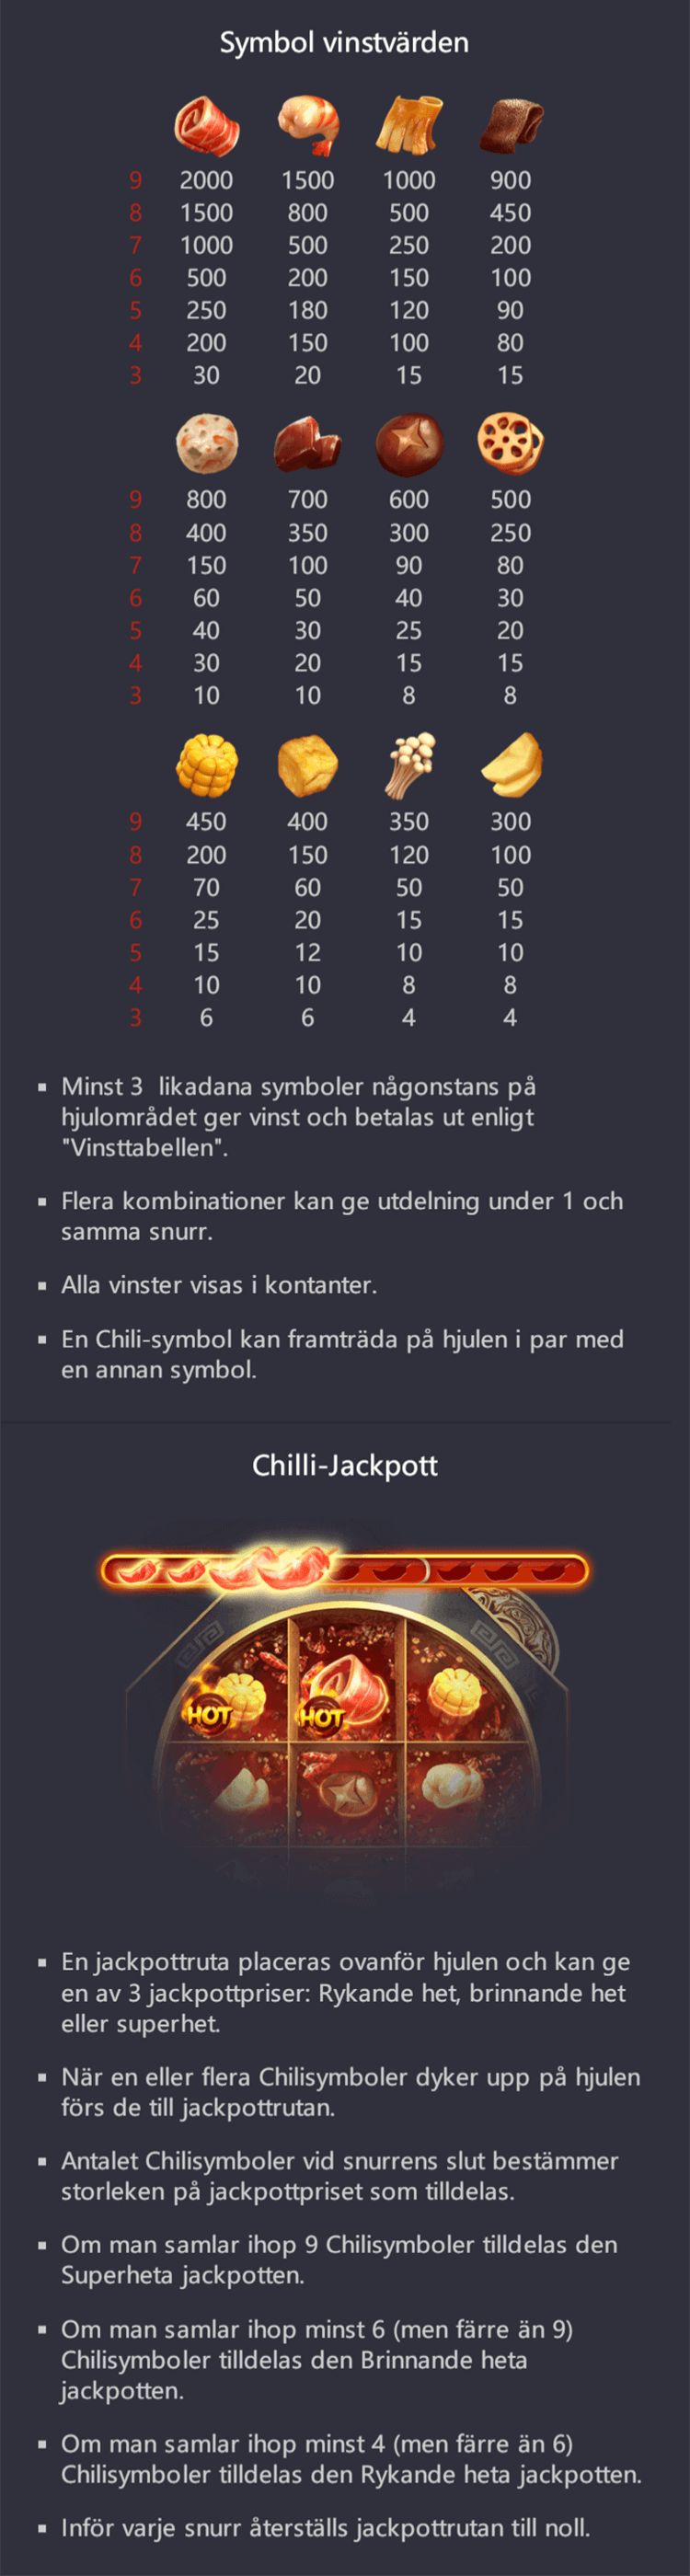 Symbol vinstvärden
9 2000 1500 1000 900
8 1500 800 500 450
7 1000 500 250 200
6 500 200 150 100
5 250 180 120 90
4 200 150 100 80
3 30 20 15 15
9 800 700 600 500
8 400 350 300 250
7 150 100 90 80
6 60 50 40 30
5 40 30 25 20
4 30 20 15 15
3 10 10 8 8
9 450 400 350 300
8 200 150 120 100
7 70 60 50 50
6 25 20 15 15
5 15 12 10 10
4 10 10 8 8
3 6 6 4 4
▪ Minst 3 likadana symboler någonstans på
hjulområdet ger vinst och betalas ut enligt
"Vinsttabellen".
▪ Flera kombinationer kan ge utdelning under 1 och
samma snurr.
▪ Alla vinster visas i kontanter.
▪ En Chili-symbol kan framträda på hjulen i par med
en annan symbol.
Chilli-Jackpott
HOT HOT
▪ En jackpottruta placeras ovanför hjulen och kan ge
en av 3 jackpottpriser: Rykande het, brinnande het
eller superhet.
▪ När en eller flera Chilisymboler dyker upp på hjulen
förs de till jackpottrutan.
▪ Antalet Chilisymboler vid snurrens slut bestämmer
storleken på jackpottpriset som tilldelas.
▪ Om man samlar ihop 9 Chilisymboler tilldelas den
Superheta jackpotten.
▪ Om man samlar ihop minst 6 (men färre än 9)
Chilisymboler tilldelas den Brinnande heta
jackpotten.
▪ Om man samlar ihop minst 4 (men färre än 6)
Chilisymboler tilldelas den Rykande heta jackpotten.
▪ Inför varje snurr återställs jackpottrutan till noll.